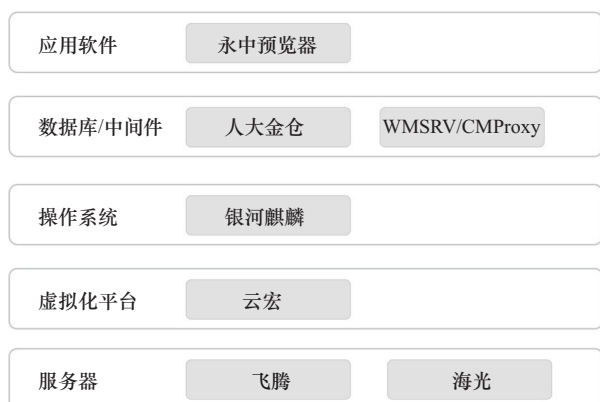 应用软件 永中预览器
数据库/中间件 人大金仓 WMSRV/CMProxy
操作系统 银河麒麟
虚拟化平台 云宏
服务器 飞腾 海光